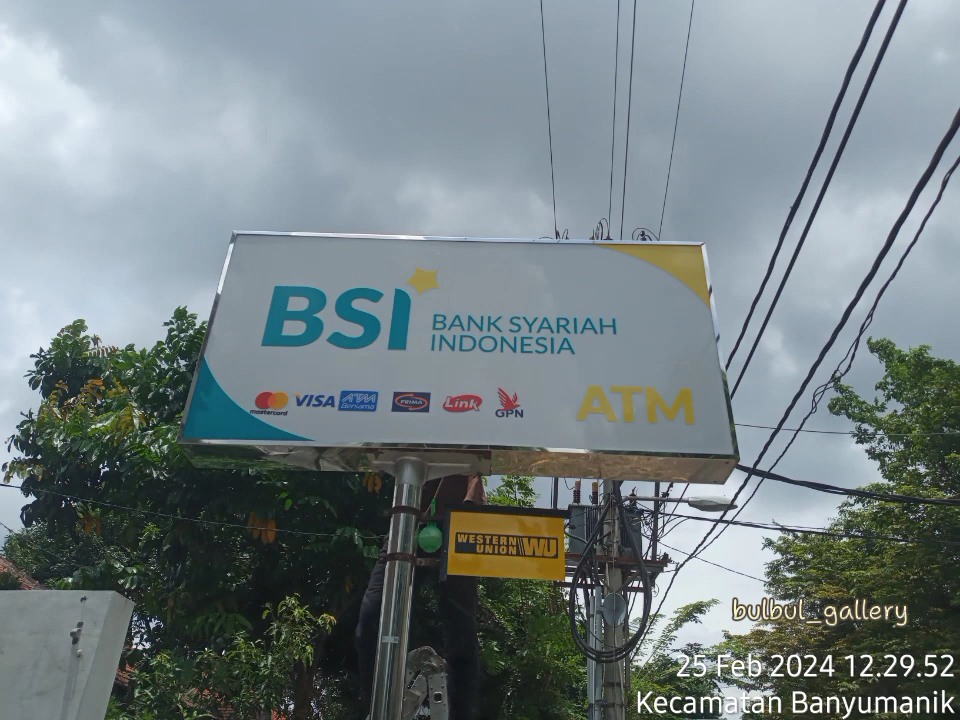 BSI
BANK SYARIAH
INDONESIA
mastercard
VISA
ATM
Bersama
PRIMA
Link
GPN
ATM
WESTERN
UNION
WU
bulbul_gallery
25 Feb 2024 12.29.52
Kecamatan Banyumanik